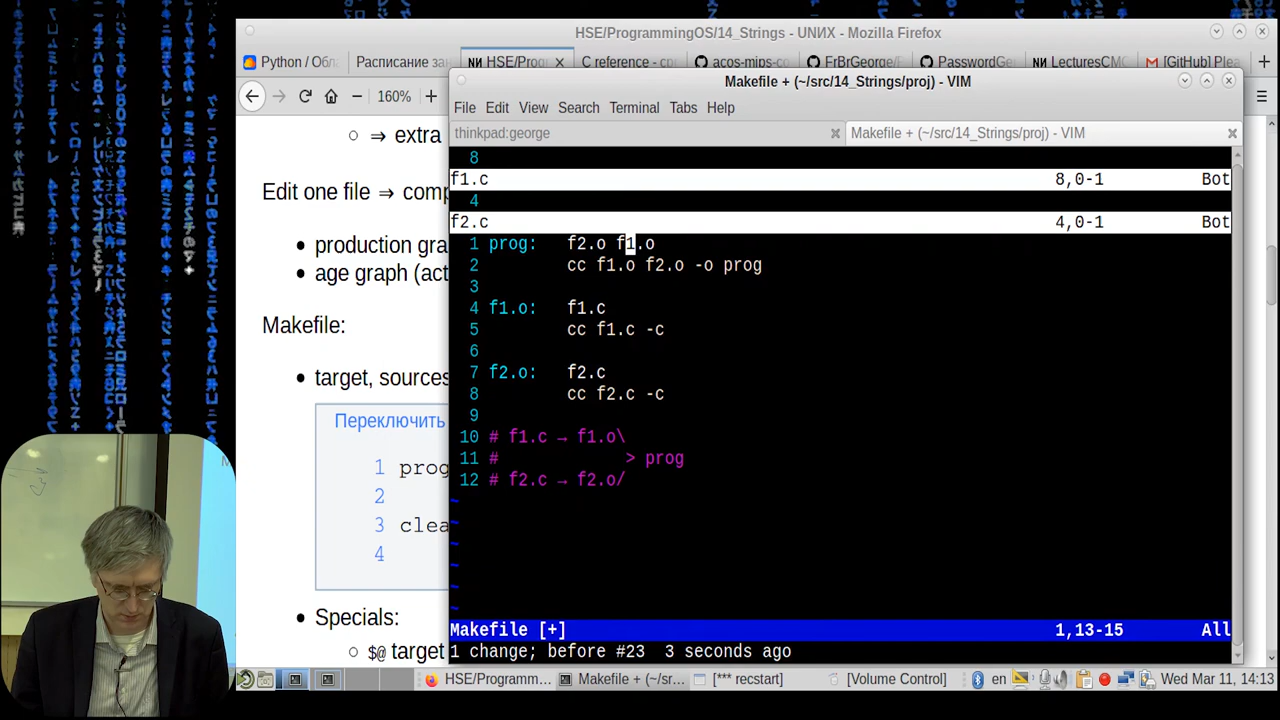 HSE/ProgrammingOS/14_Strings - UNИX - Mozilla Firefox
Python / Обла
Расписание зан
HSE/Prog
C reference - cp
acos-mips-co
FrBrGeorge/F
PasswordGe
LecturesCMC
[GitHub] Plea
160%
Makefile + (~/src/14_Strings/proj) - VIM
File Edit View Search Terminal Tabs Help
thinkpad:george
Makefile + (~/src/14_Strings/proj) - VIM
⇒ extra
Edit one file ⇒ comp
production gra
age graph (act
Makefile:
target, sources
Переключить
1 prog
2
3 clea
4
Specials:
$@ target
8
f1.c 8,0-1 Bot
4
f2.c 4,0-1 Bot
1 prog: f2.o f1.o
2 cc f1.o f2.o -o prog
3
4 f1.o: f1.c
5 cc f1.c -c
6
7 f2.o: f2.c
8 cc f2.c -c
9
10 # f1.c → f1.o\
11 # > prog
12 # f2.c → f2.o/
~
~
~
~
~
~
Makefile [+] 1,13-15 All
1 change; before #23 3 seconds ago
HSE/Programm...
Makefile + (~/sr...
[*** recstart]
[Volume Control]
en
Wed Mar 11, 14:13